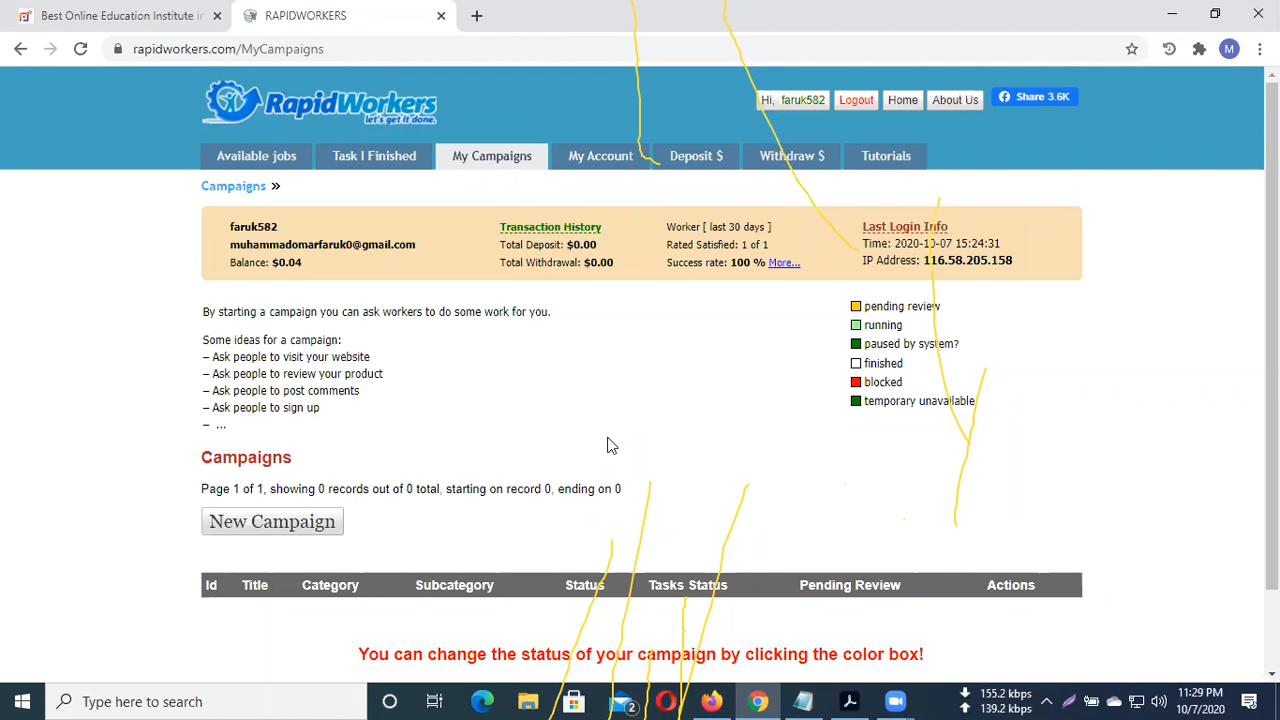 Best Online Education Institute in
RAPIDWORKERS
rapidworkers.com/MyCampaigns
M
RapidWorkers
let's get it done.
Hi, faruk582
Logout
Home
About Us
Share 3.6K
Available jobs
Task I Finished
My Campaigns
My Account
Deposit $
Withdraw $
Tutorials
Campaigns »
faruk582
muhammadomarfaruk0@gmail.com
Balance: $0.04
Transaction History
Total Deposit: $0.00
Total Withdrawal: $0.00
Worker [ last 30 days ]
Rated Satisfied: 1 of 1
Success rate: 100 % More...
Last Login Info
Time: 2020-10-07 15:24:31
IP Address: 116.58.205.158
By starting a campaign you can ask workers to do some work for you.
Some ideas for a campaign:
– Ask people to visit your website
– Ask people to review your product
– Ask people to post comments
– Ask people to sign up
– ...
pending review
running
paused by system?
finished
blocked
temporary unavailable
Campaigns
Page 1 of 1, showing 0 records out of 0 total, starting on record 0, ending on 0
New Campaign
Id Title Category Subcategory Status Tasks Status Pending Review Actions
You can change the status of your campaign by clicking the color box!
Type here to search
2
155.2 kbps
139.2 kbps
11:29 PM
10/7/2020